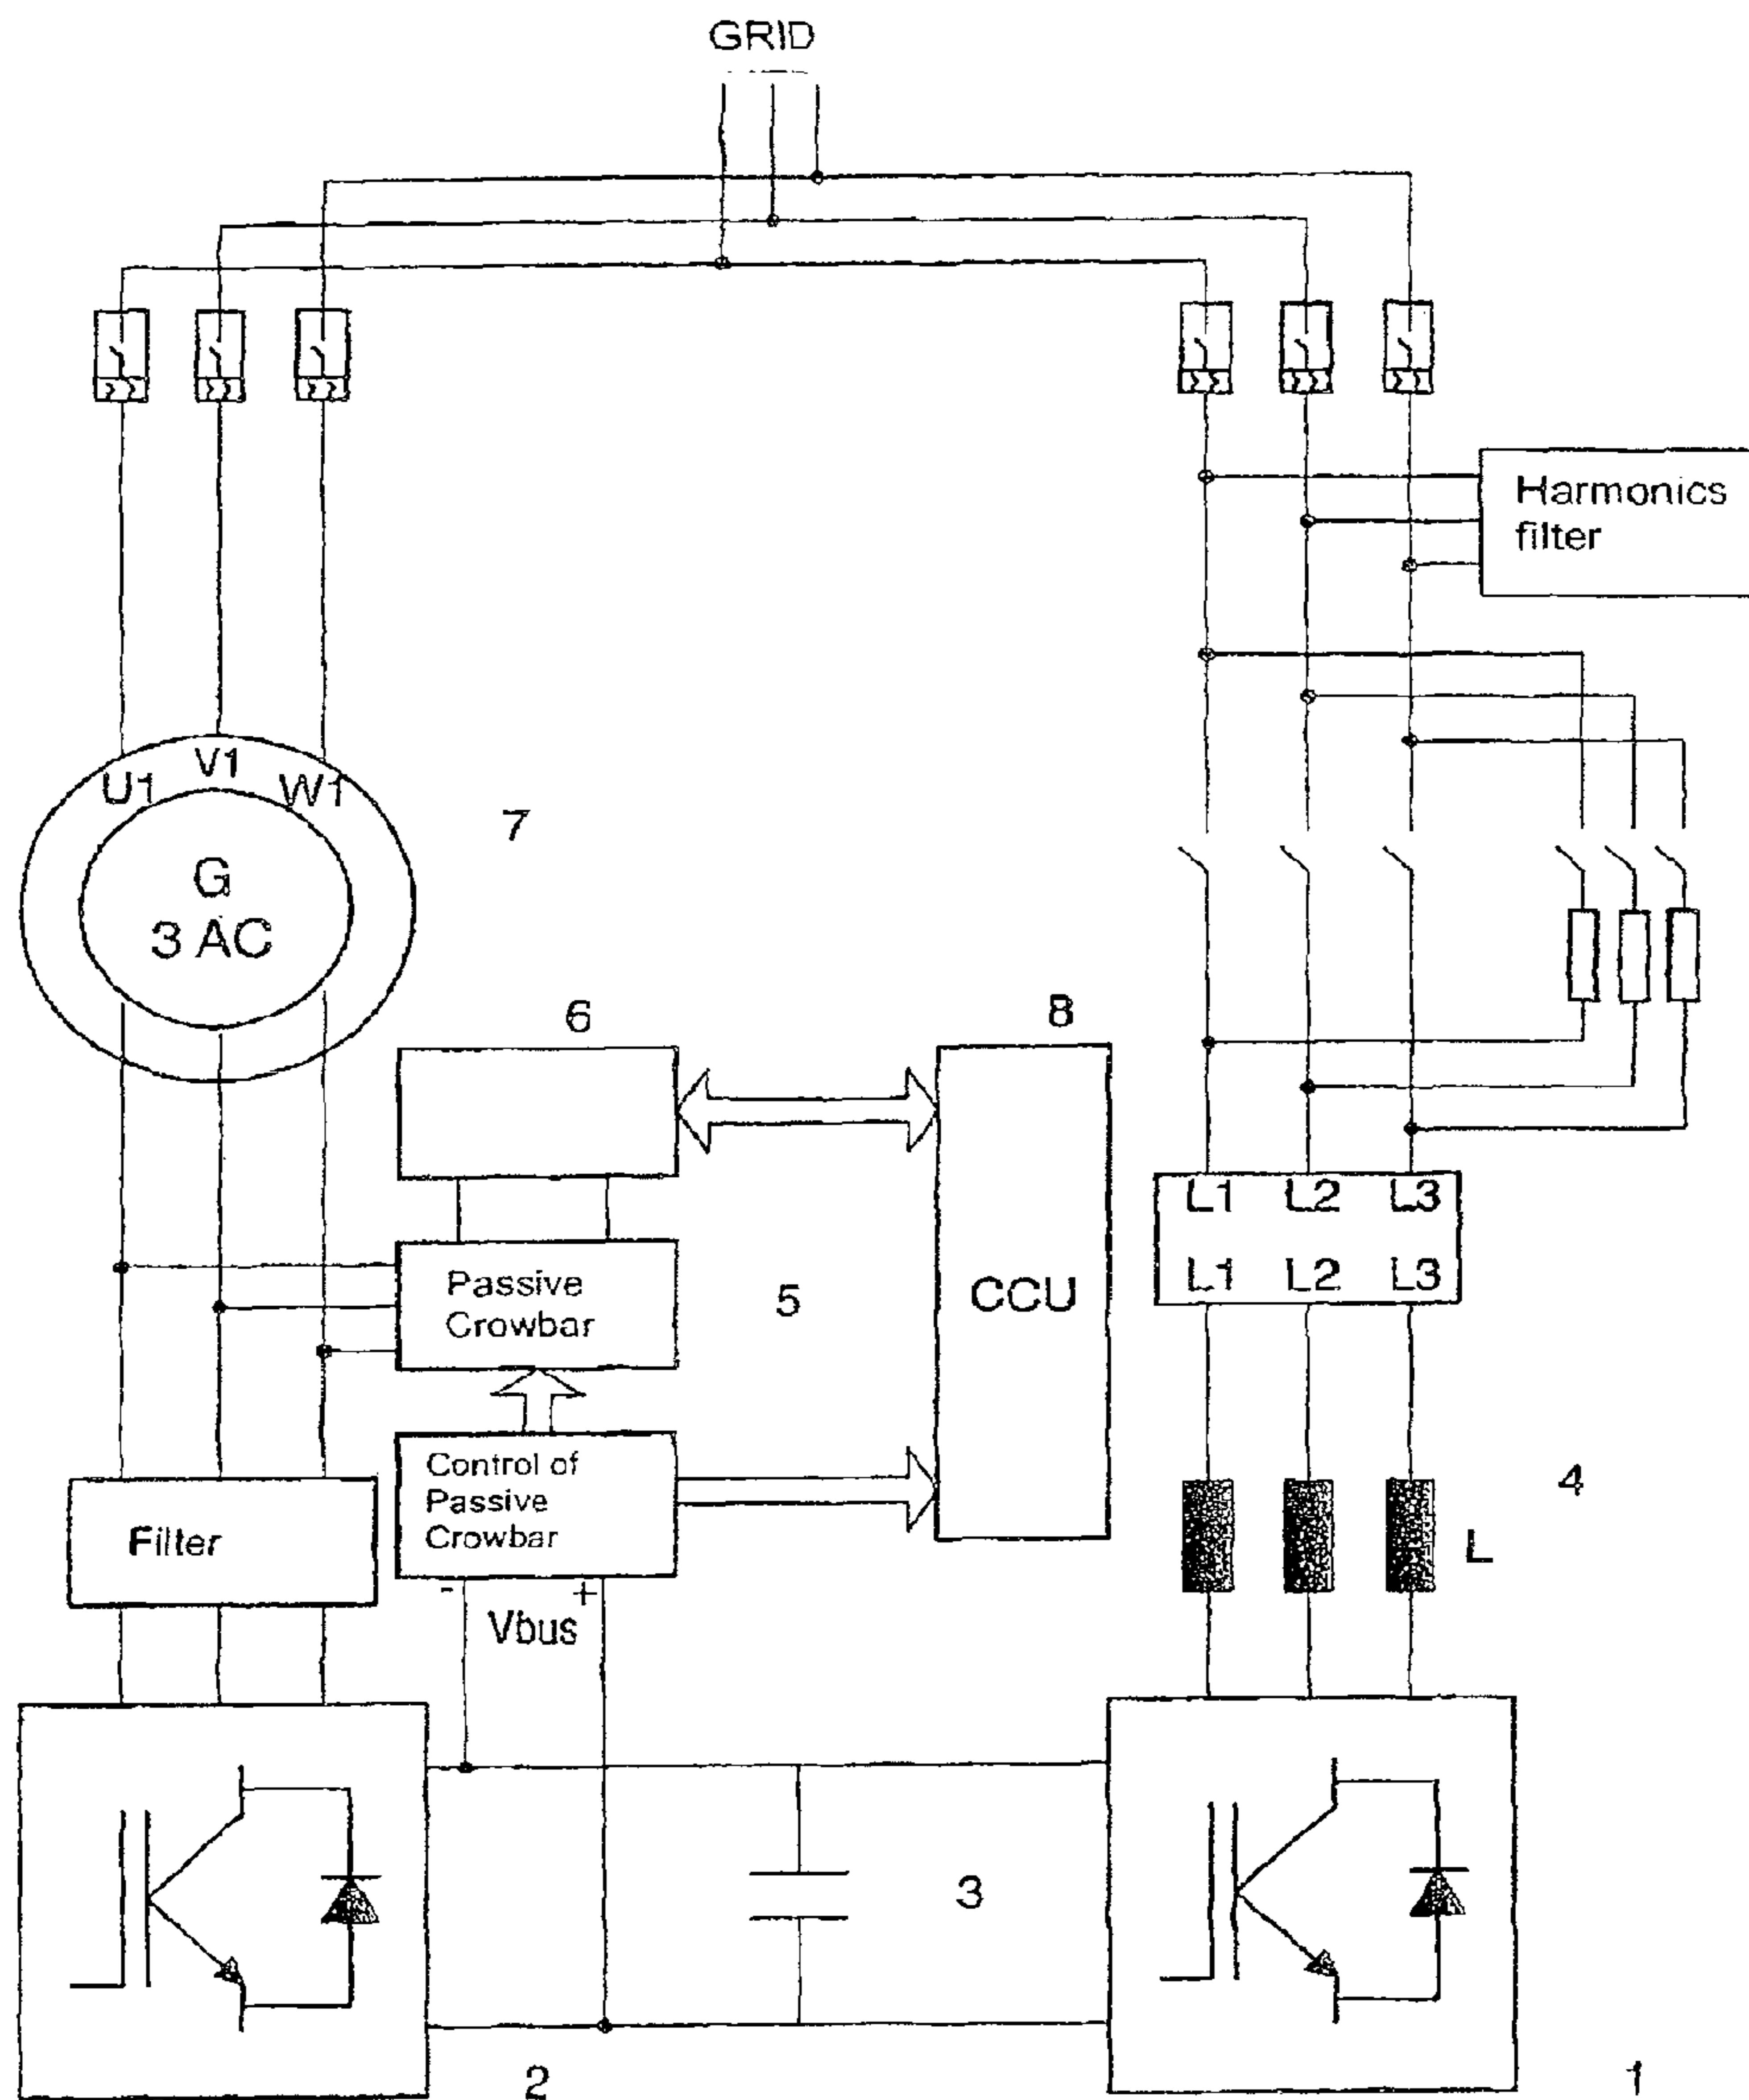 GRID
Harmonics
filter
U1
V1
W1
7
G
3 AC
6
8
L1 L2 L3
L1 L2 L3
Passive
Crowbar
5
CCU
Control of
Passive
Crowbar
4
Filter
L
-
+
Vbus
3
2
1